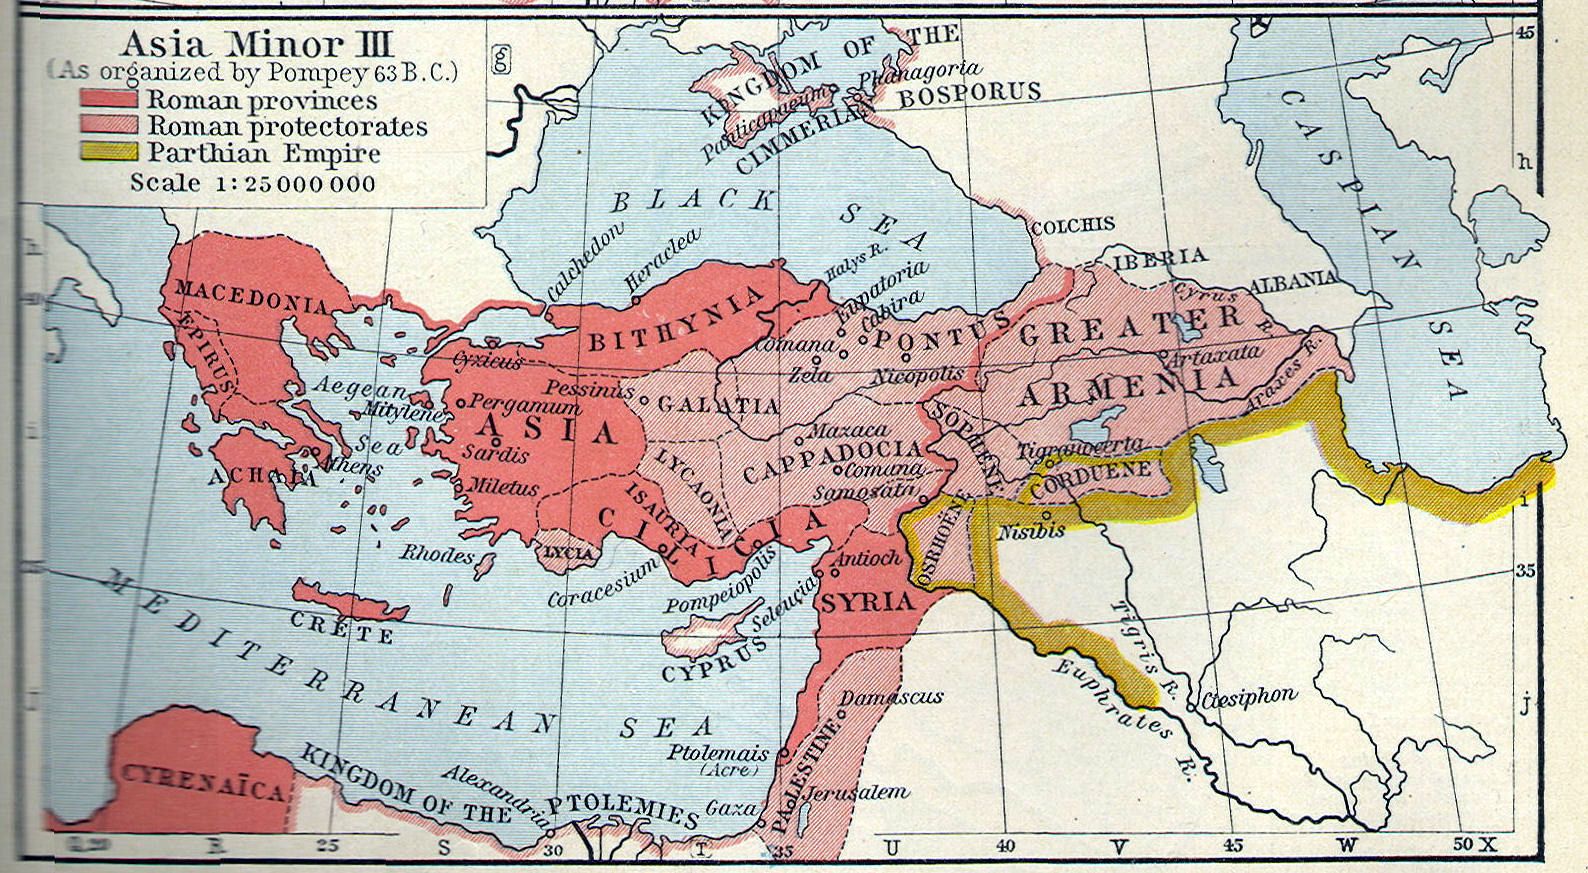 Asia Minor III
(As organized by Pompey 63 B.C.)
Roman provinces
Roman protectorates
Parthian Empire
Scale 1:25 000 000
g
KINGDOM OF THE
CIMMERIAN BOSPORUS
Phanagoria
Panticapaeum
45
h
CASPIAN SEA
BLACK SEA
COLCHIS
IBERIA
ALBANIA
Cyrus R.
Calchedon
Heraclea
Halys R.
Eupatoria
Cabira
h
40
MACEDONIA
EPIRUS
BITHYNIA
PONTUS
GREATER
ARMENIA
Comana
Zela
Nicopolis
Artaxata
Araxes R.
Cyzicus
Aegean
Sea
Mitylene
Pergamum
Pessinus
GALATIA
ASIA
Sardis
Mazaca
CAPPADOCIA
Comana
Samosata
SOPHENE
Tigranocerta
CORDUENE
i
ACHAIA
Athens
Miletus
LYCAONIA
ISAURIA
CILICIA
LYCIA
Rhodes
Coracesium
Pompeiopolis
Seleucia
Antioch
OSRHOËNE
Nisibis
i
35
35
MEDITERRANEAN SEA
CRETE
CYPRUS
SYRIA
Tigris R.
Euphrates R.
Ctesiphon
j
Damascus
Ptolemais
(Acre)
PALESTINE
Jerusalem
Gaza
CYRENAÏCA
KINGDOM OF THE PTOLEMIES
Alexandria
20 R 25 S 30 T 35 U 40 V 45 W 50 X